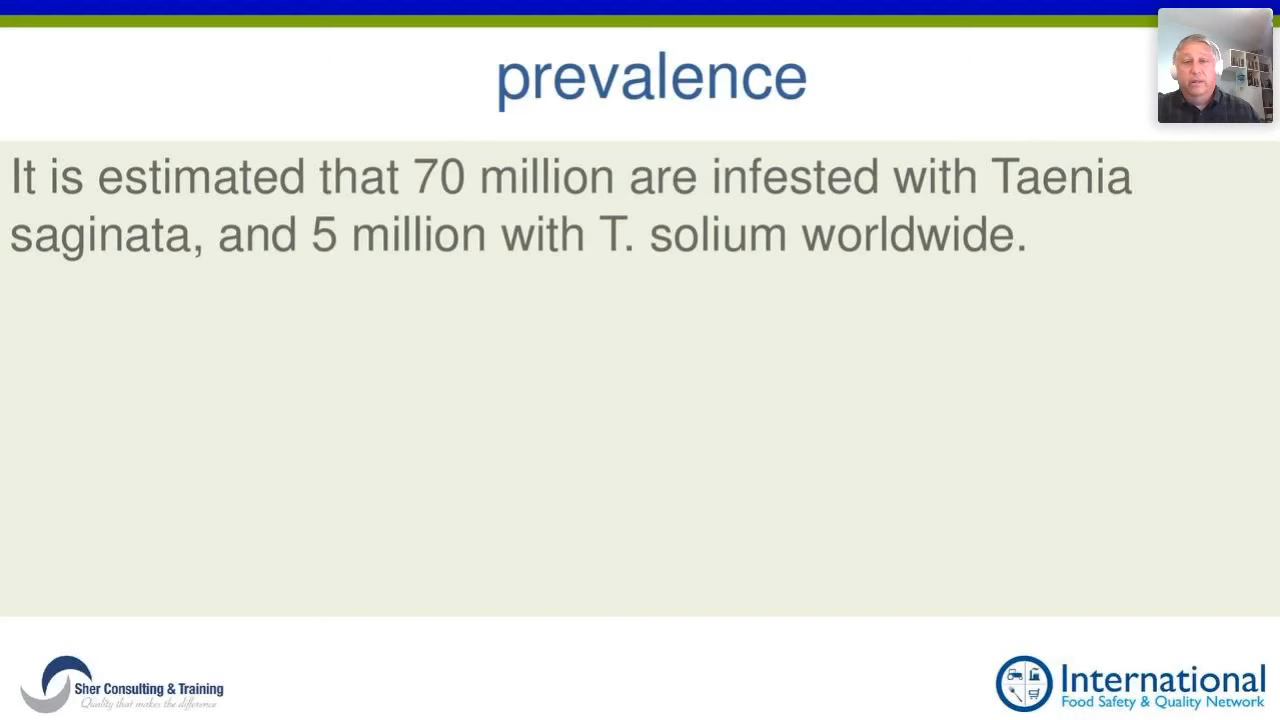 prevalence
It is estimated that 70 million are infested with Taenia
saginata, and 5 million with T. solium worldwide.
Sher Consulting & Training
Quality that makes the difference
International
Food Safety & Quality Network